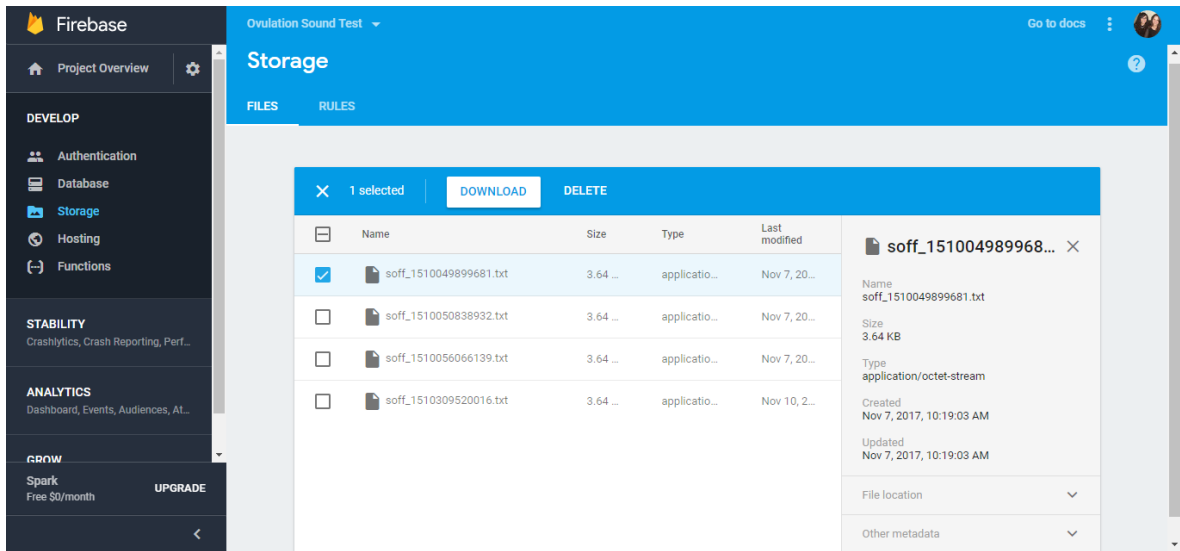 Firebase
Project Overview
DEVELOP
Authentication
Database
Storage
Hosting
Functions
STABILITY
Crashlytics, Crash Reporting, Perf...
ANALYTICS
Dashboard, Events, Audiences, At...
GROW
Spark
Free $0/month
UPGRADE
Ovulation Sound Test
Go to docs
Storage
FILES RULES
1 selected DOWNLOAD DELETE
Name Size Type Last modified
soff_1510049899681.txt 3.64 ... applicatio... Nov 7, 20...
soff_1510050838932.txt 3.64 ... applicatio... Nov 7, 20...
soff_1510056066139.txt 3.64 ... applicatio... Nov 7, 20...
soff_1510309520016.txt 3.64 ... applicatio... Nov 10, 2...
soff_151004989968...
Name
soff_1510049899681.txt
Size
3.64 KB
Type
application/octet-stream
Created
Nov 7, 2017, 10:19:03 AM
Updated
Nov 7, 2017, 10:19:03 AM
File location
Other metadata